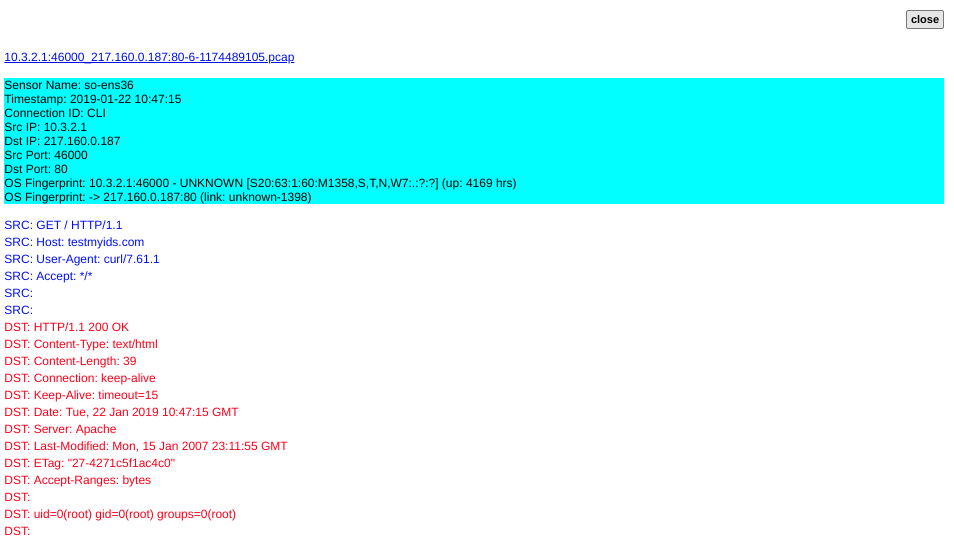 close
10.3.2.1:46000_217.160.0.187:80-6-1174489105.pcap
Sensor Name: so-ens36
Timestamp: 2019-01-22 10:47:15
Connection ID: CLI
Src IP: 10.3.2.1
Dst IP: 217.160.0.187
Src Port: 46000
Dst Port: 80
OS Fingerprint: 10.3.2.1:46000 - UNKNOWN [S20:63:1:60:M1358,S,T,N,W7:.:?:?] (up: 4169 hrs)
OS Fingerprint: -> 217.160.0.187:80 (link: unknown-1398)
SRC: GET / HTTP/1.1
SRC: Host: testmyids.com
SRC: User-Agent: curl/7.61.1
SRC: Accept: */*
SRC:
SRC:
DST: HTTP/1.1 200 OK
DST: Content-Type: text/html
DST: Content-Length: 39
DST: Connection: keep-alive
DST: Keep-Alive: timeout=15
DST: Date: Tue, 22 Jan 2019 10:47:15 GMT
DST: Server: Apache
DST: Last-Modified: Mon, 15 Jan 2007 23:11:55 GMT
DST: ETag: "27-4271c5f1ac4c0"
DST: Accept-Ranges: bytes
DST:
DST: uid=0(root) gid=0(root) groups=0(root)
DST: